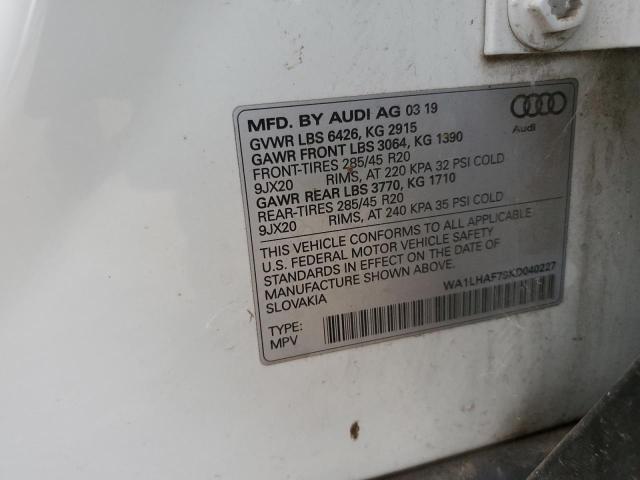 MFD. BY AUDI AG 03 19
GVWR LBS 6426, KG 2915
GAWR FRONT LBS 3064, KG 1390
FRONT-TIRES 285/45 R20
9JX20 RIMS, AT 220 KPA 32 PSI COLD
GAWR REAR LBS 3770, KG 1710
REAR-TIRES 285/45 R20
9JX20 RIMS, AT 240 KPA 35 PSI COLD
THIS VEHICLE CONFORMS TO ALL APPLICABLE
U.S. FEDERAL MOTOR VEHICLE SAFETY
STANDARDS IN EFFECT ON THE DATE OF
MANUFACTURE SHOWN ABOVE.
SLOVAKIA
WA1LHAF79KD040227
TYPE:
MPV
Audi